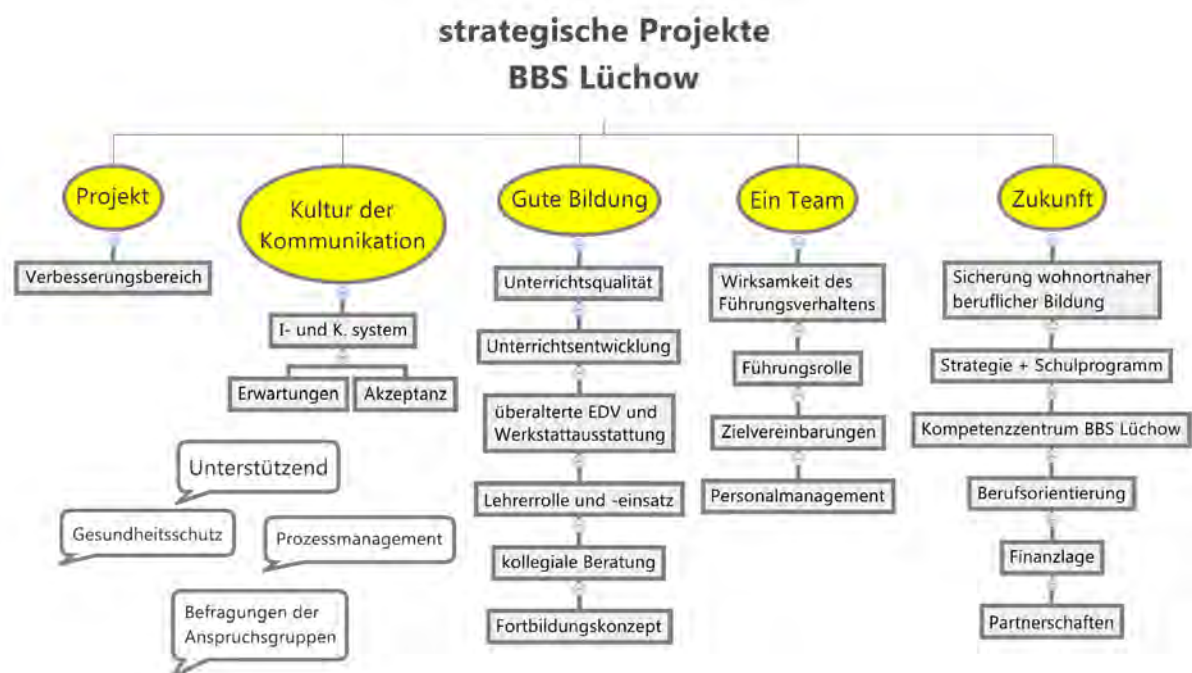 strategische Projekte
BBS Lüchow
Projekt
Verbesserungsbereich
Kultur der
Kommunikation
I- und K. system
Erwartungen
Akzeptanz
Gute Bildung
Unterrichtsqualität
Unterrichtsentwicklung
überalterte EDV und
Werkstattausstattung
Lehrerrolle und -einsatz
kollegiale Beratung
Fortbildungskonzept
Ein Team
Wirksamkeit des
Führungsverhaltens
Führungsrolle
Zielvereinbarungen
Personalmanagement
Zukunft
Sicherung wohnortnaher
beruflicher Bildung
Strategie + Schulprogramm
Kompetenzzentrum BBS Lüchow
Berufsorientierung
Finanzlage
Partnerschaften
Unterstützend
Gesundheitsschutz
Prozessmanagement
Befragungen der
Anspruchsgruppen